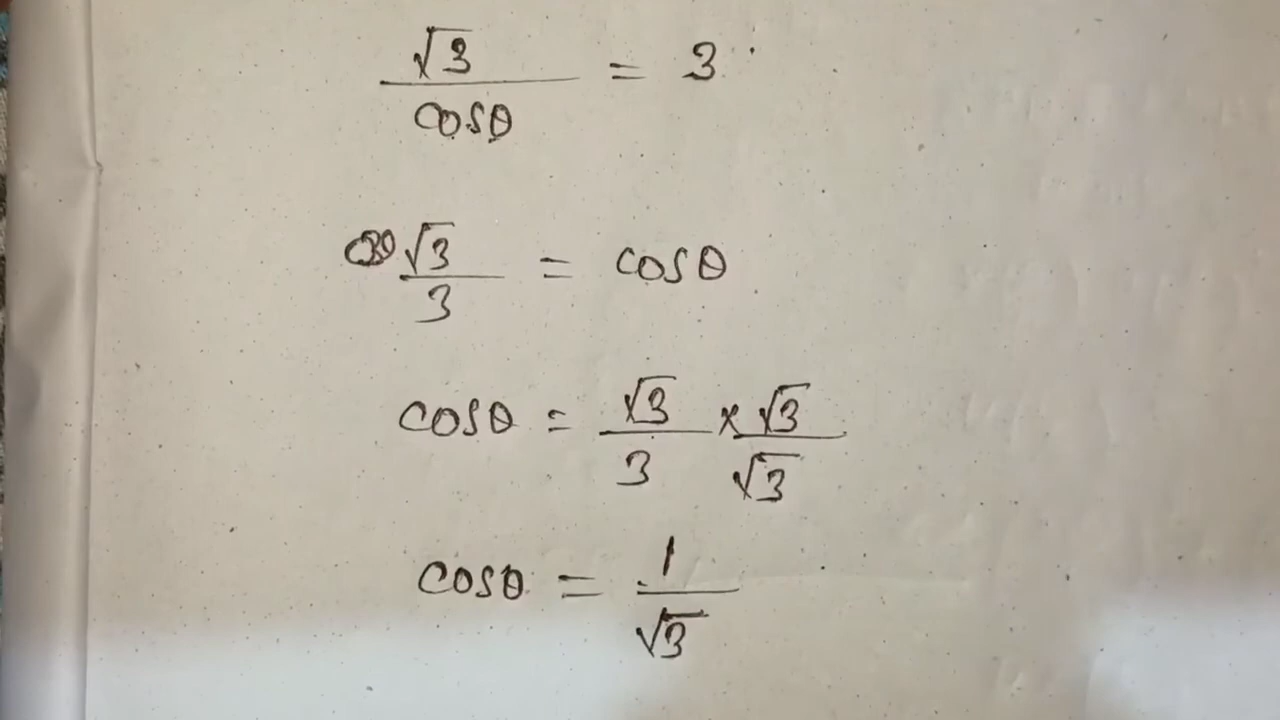 √3 / cosθ = 3
√3 / 3 = cosθ
cosθ = √3 / 3 × √3 / √3
cosθ = 1 / √3